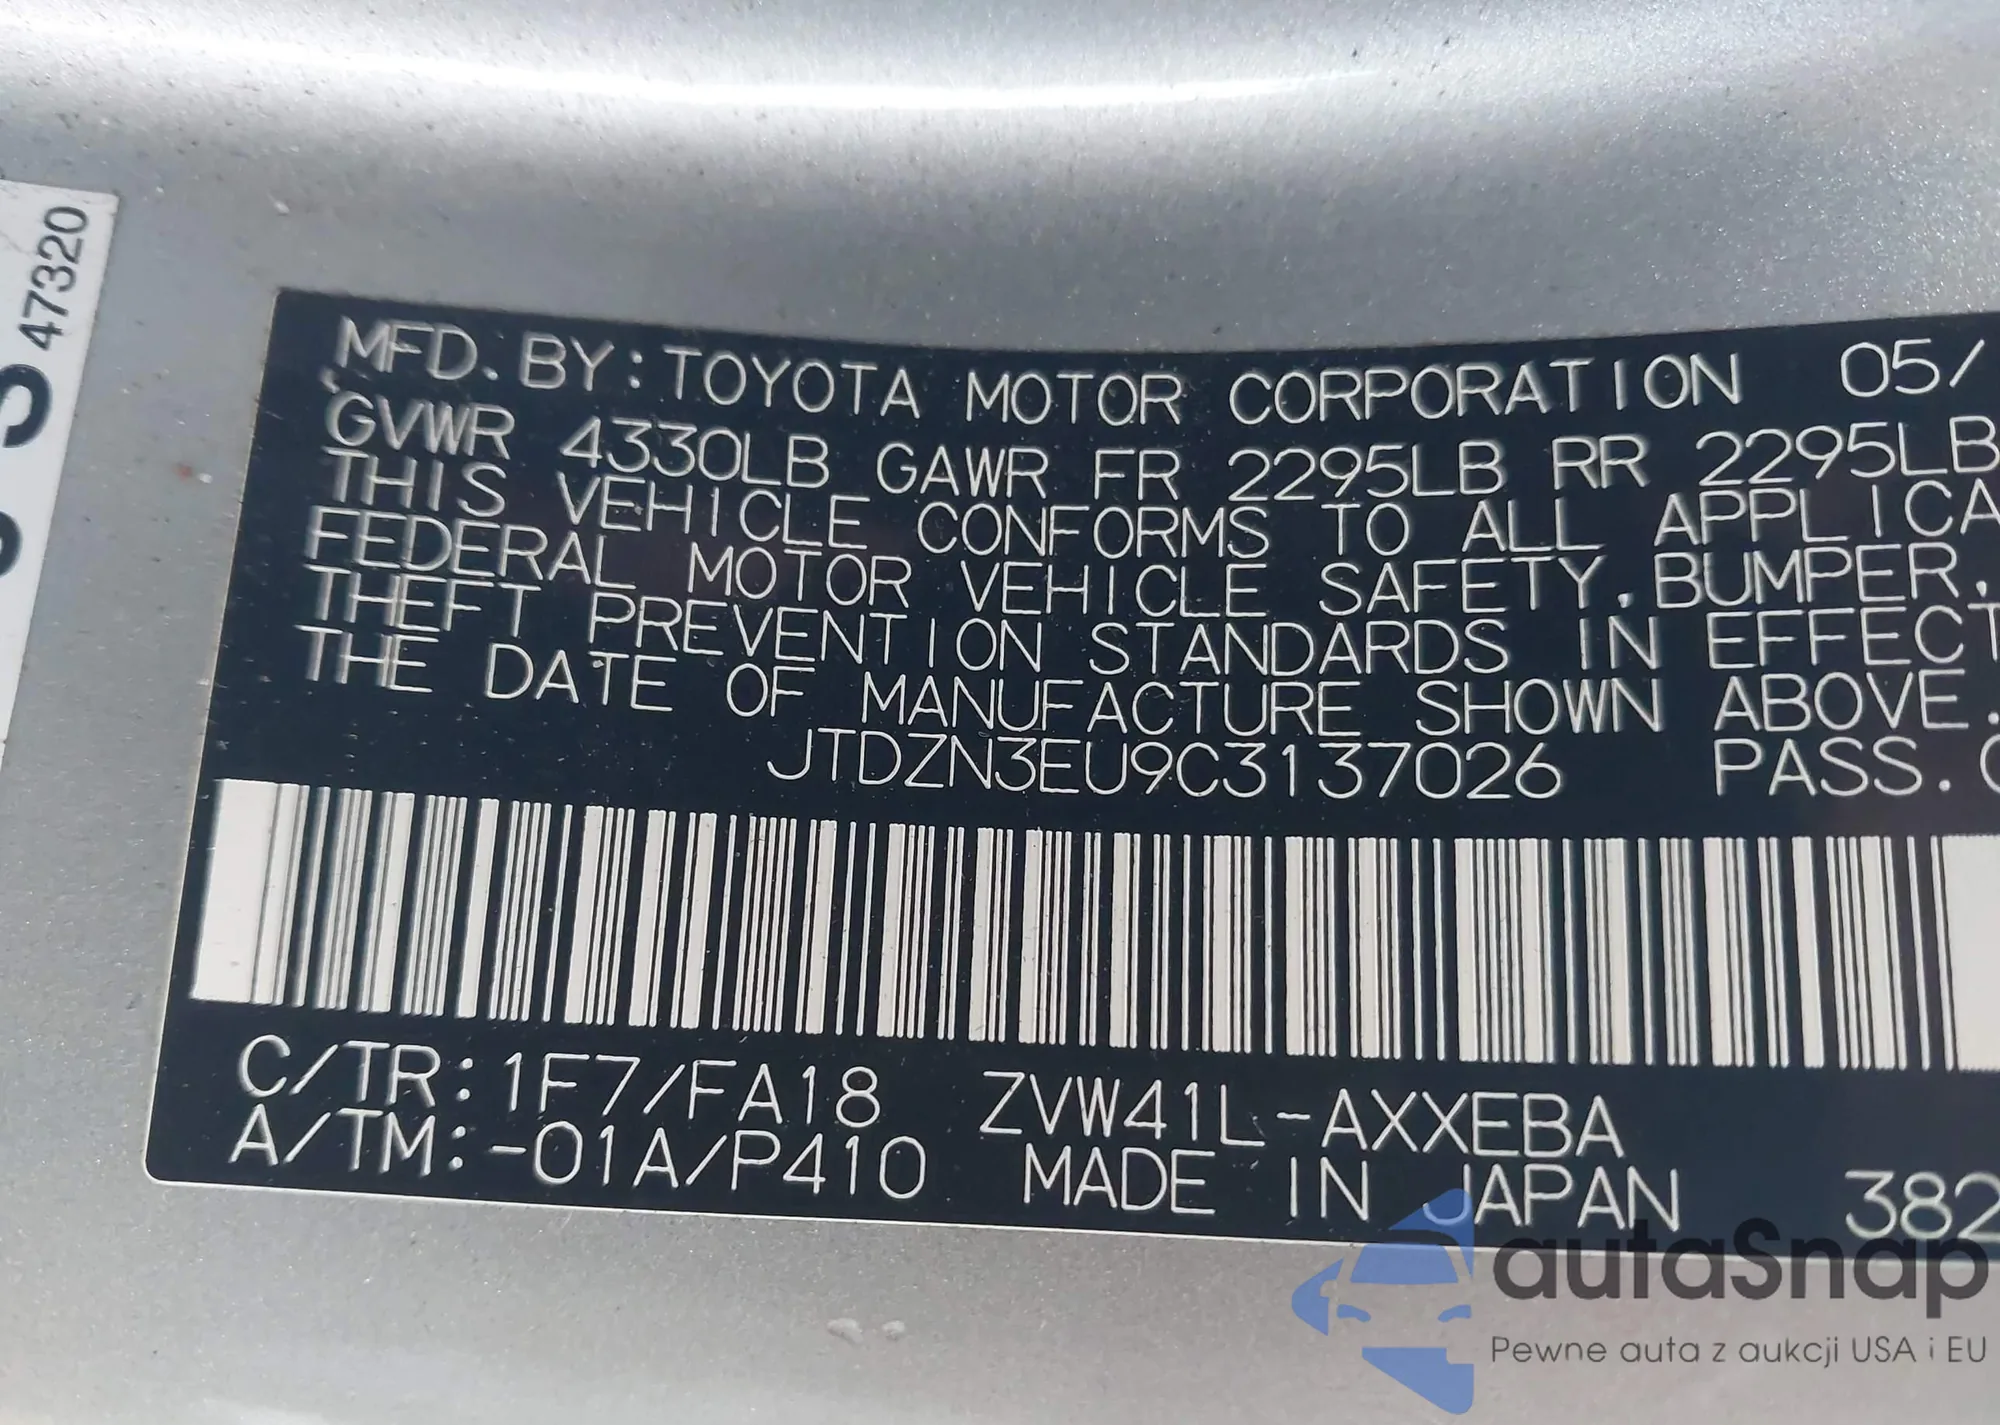 47320
MFD. BY: TOYOTA MOTOR CORPORATION 05/
GVWR 4330LB GAWR FR 2295LB RR 2295LB
THIS VEHICLE CONFORMS TO ALL APPLICA
FEDERAL MOTOR VEHICLE SAFETY, BUMPER,
THEFT PREVENTION STANDARDS IN EFFECT
THE DATE OF MANUFACTURE SHOWN ABOVE.
JTDZN3EU9C3137026 PASS. C
C/TR: 1F7/FA18 ZVW41L-AXXEBA
A/TM: -01A/P410 MADE IN JAPAN 382
autaSnap
Pewne auta z aukcji USA i EU